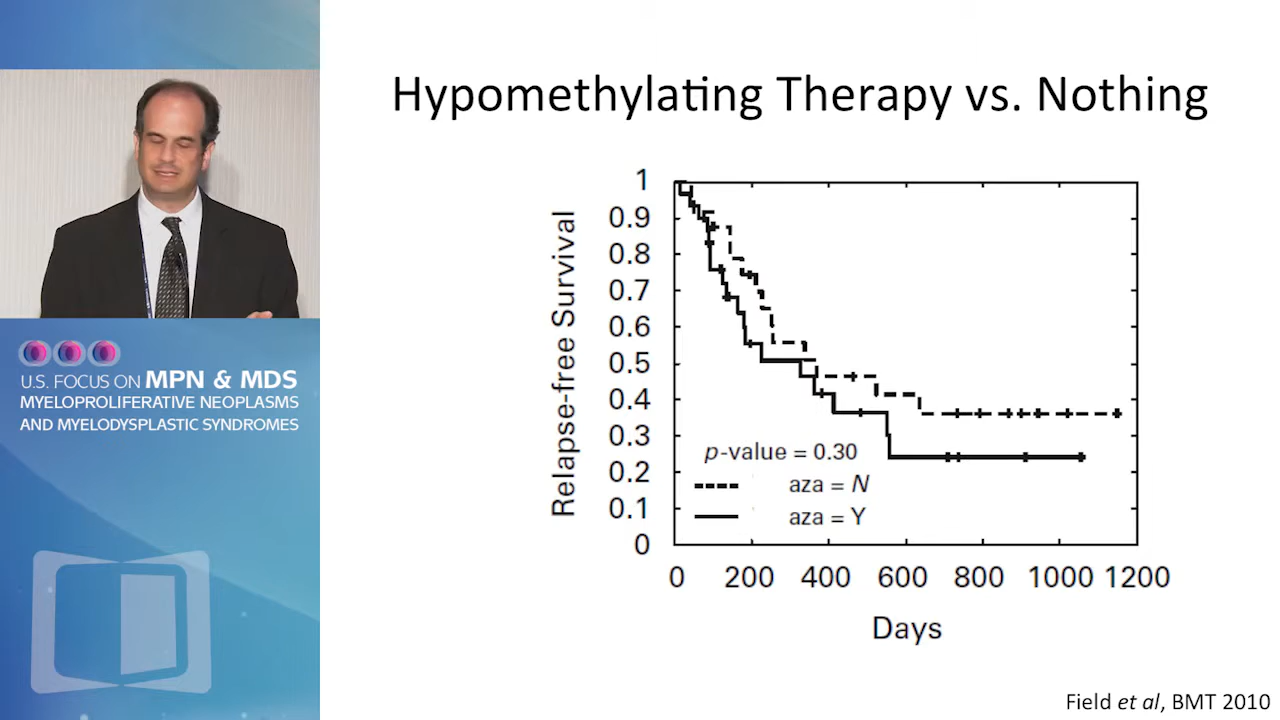 Hypomethylating Therapy vs. Nothing
Relapse-free Survival
1
0.9
0.8
0.7
0.6
0.5
0.4
0.3
0.2
0.1
0
p-value = 0.30
aza = N
aza = Y
0 200 400 600 800 1000 1200
Days
Field et al, BMT 2010
U.S. FOCUS ON MPN & MDS
MYELOPROLIFERATIVE NEOPLASMS
AND MYELODYSPLASTIC SYNDROMES